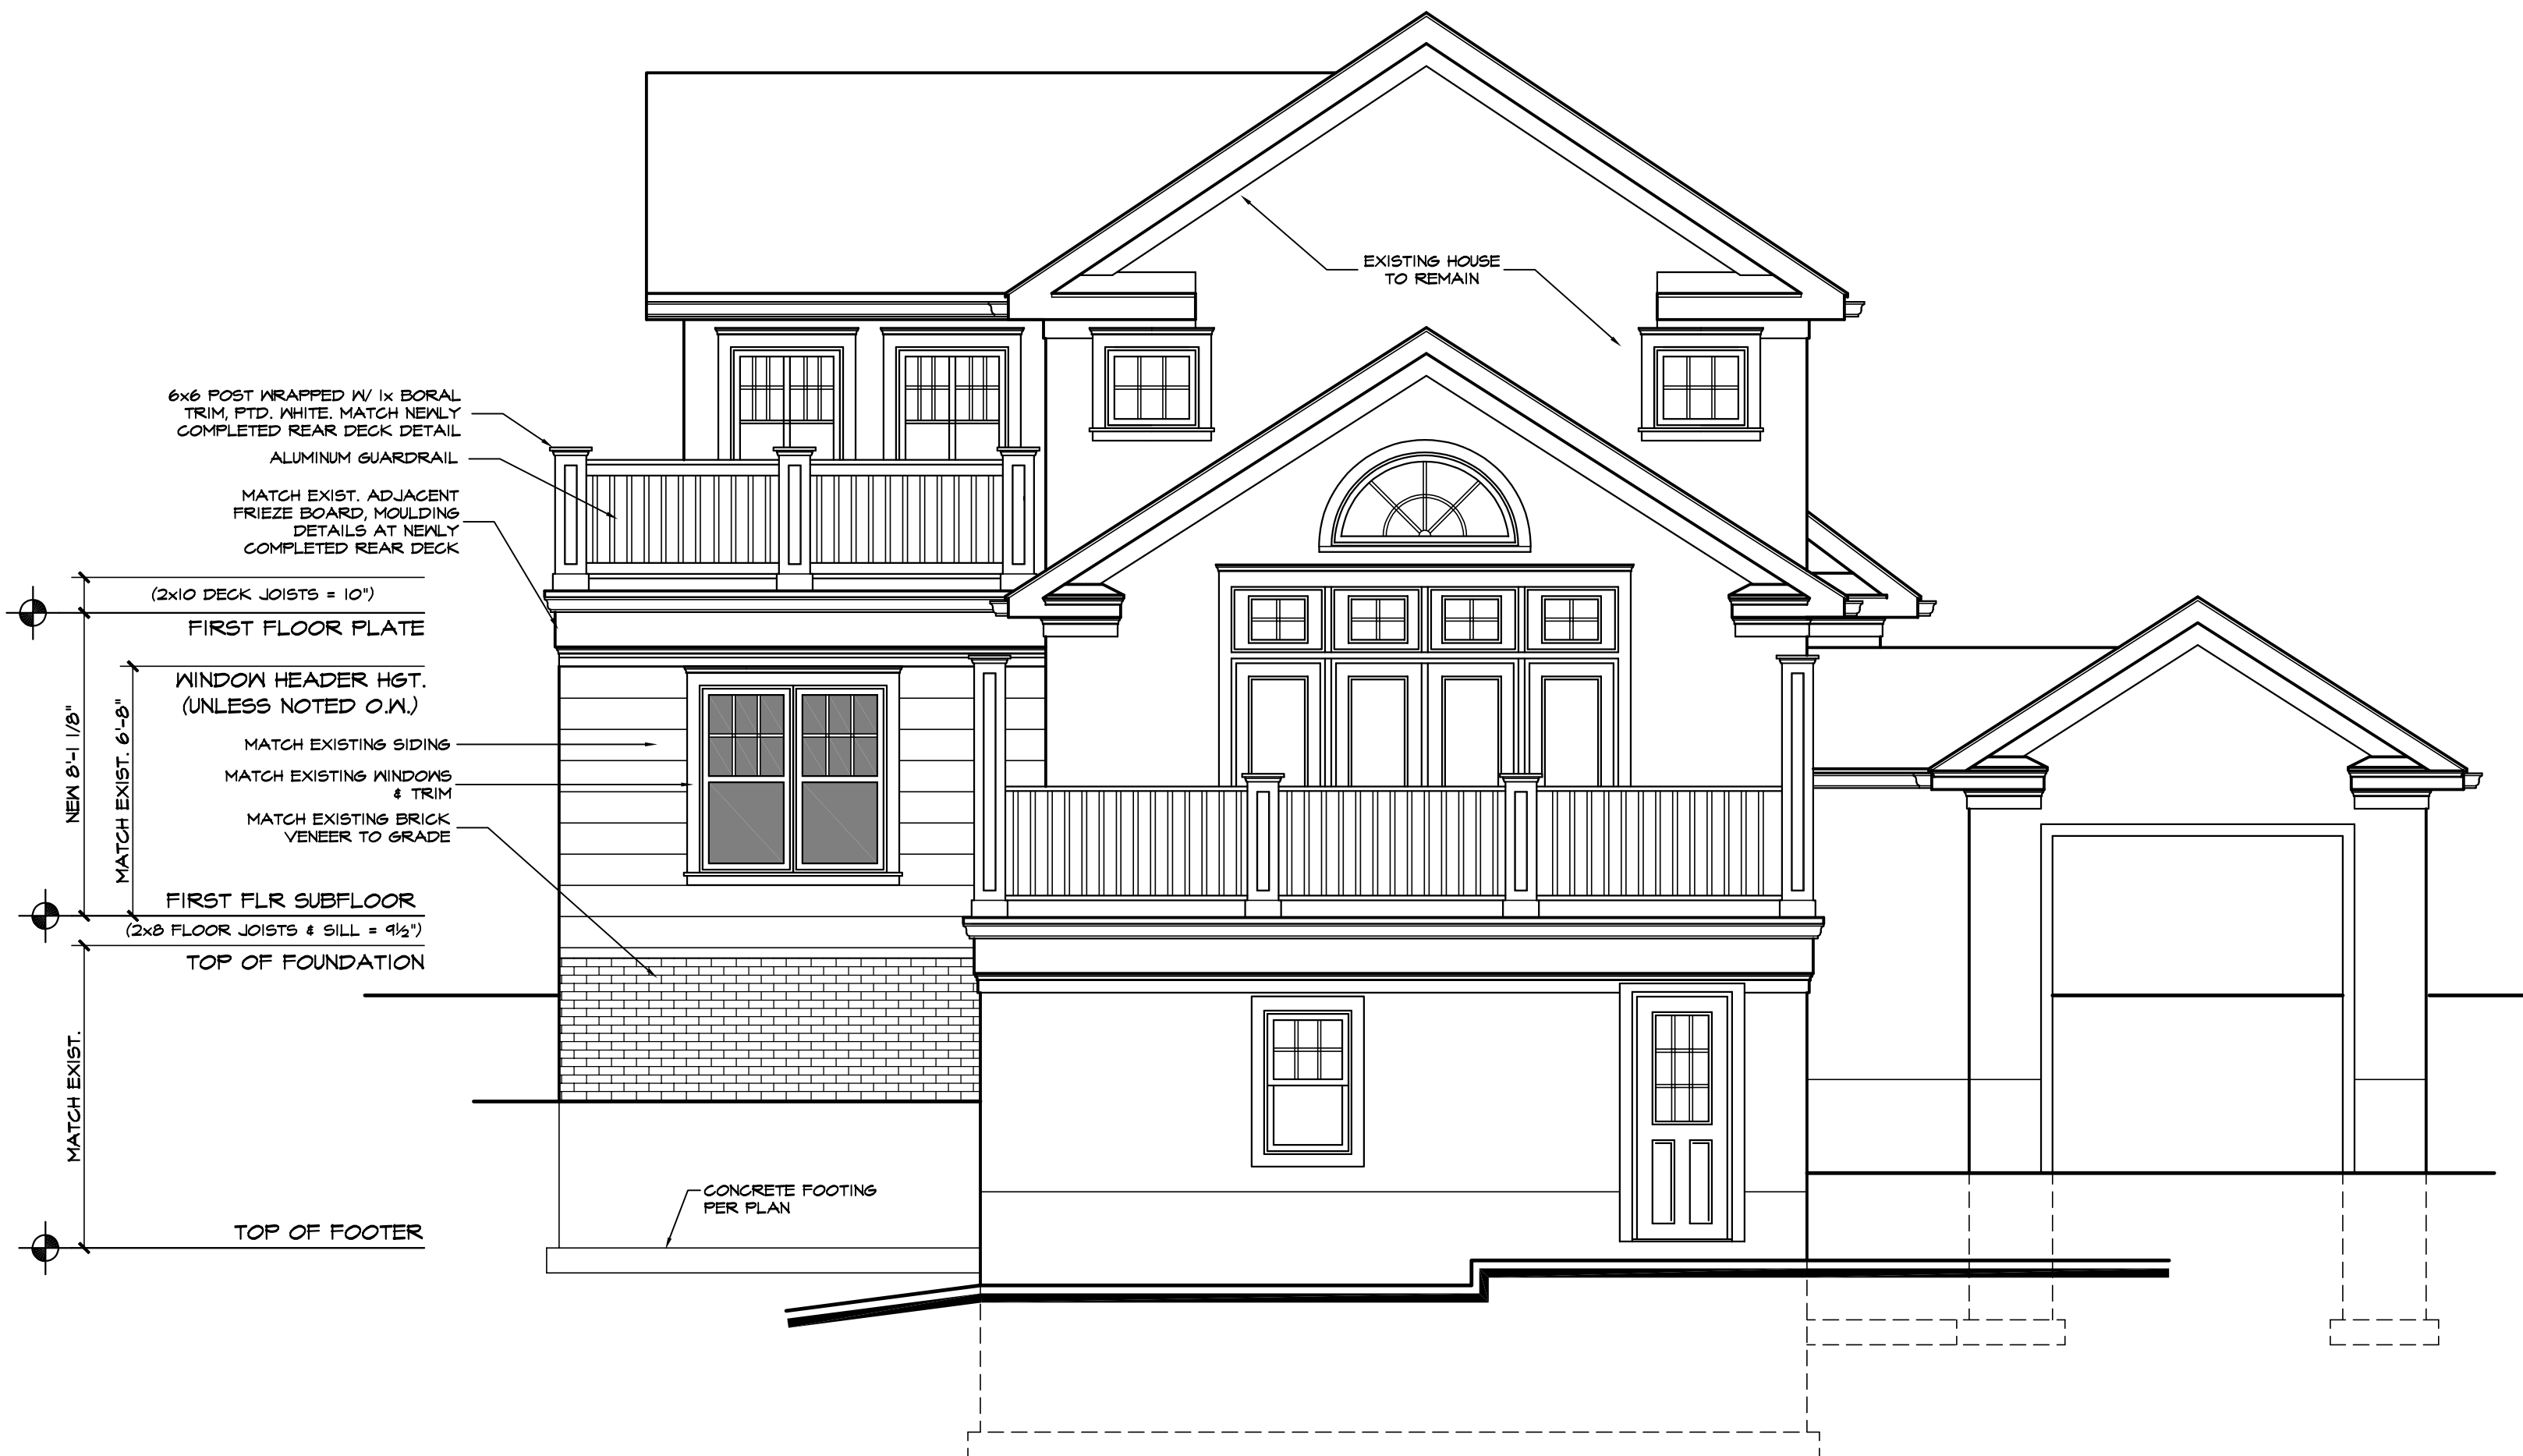 EXISTING HOUSE
TO REMAIN
6x6 POST WRAPPED W/ 1x BORAL
TRIM, PTD. WHITE. MATCH NEWLY
COMPLETED REAR DECK DETAIL
ALUMINUM GUARDRAIL
MATCH EXIST. ADJACENT
FRIEZE BOARD, MOULDING
DETAILS AT NEWLY
COMPLETED REAR DECK
(2x10 DECK JOISTS = 10")
FIRST FLOOR PLATE
WINDOW HEADER HGT.
(UNLESS NOTED O.W.)
NEW 8'-1 1/8"
MATCH EXIST. 6'-8"
MATCH EXISTING SIDING
MATCH EXISTING WINDOWS
& TRIM
MATCH EXISTING BRICK
VENEER TO GRADE
FIRST FLR SUBFLOOR
(2x8 FLOOR JOISTS & SILL = 9½")
TOP OF FOUNDATION
MATCH EXIST.
CONCRETE FOOTING
PER PLAN
TOP OF FOOTER